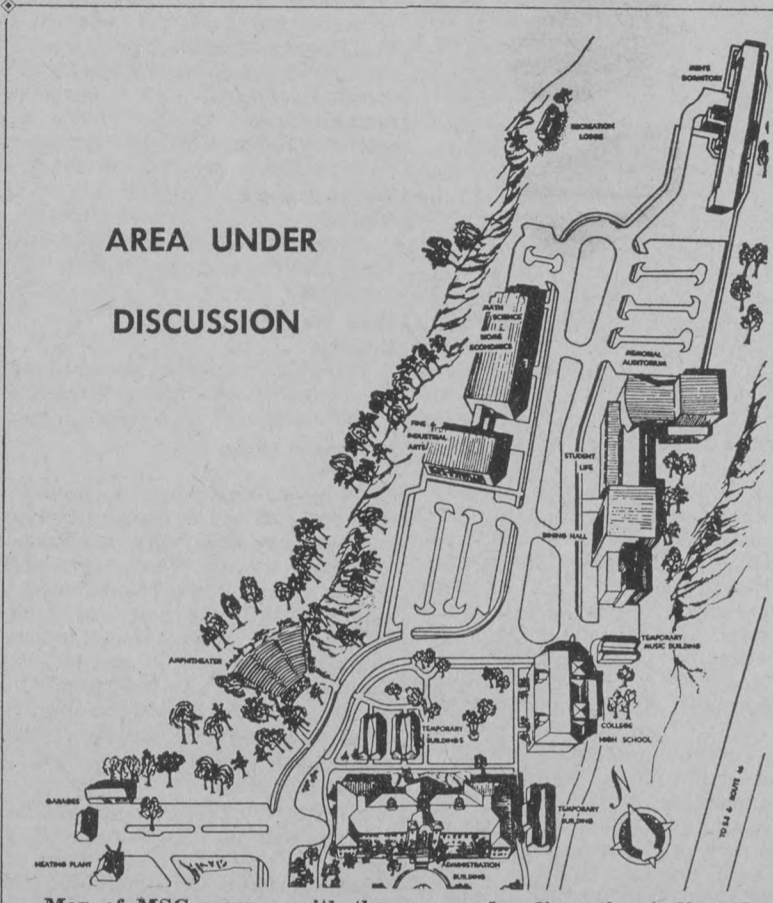 AREA UNDER
DISCUSSION
MEN'S
DORMITORY
RECREATION
LODGE
MATH
SCIENCE
HOME
ECONOMICS
MEMORIAL
AUDITORIUM
FINE &
INDUSTRIAL
ARTS
STUDENT
LIFE
DINING HALL
TEMPORARY
MUSIC BUILDING
AMPHITHEATER
TEMPORARY
BUILDINGS
COLLEGE
HIGH SCHOOL
GARAGES
TEMPORARY
BUILDING
N
HEATING PLANT
ADMINISTRATION
BUILDING
ROUTE 46
Map of MSC